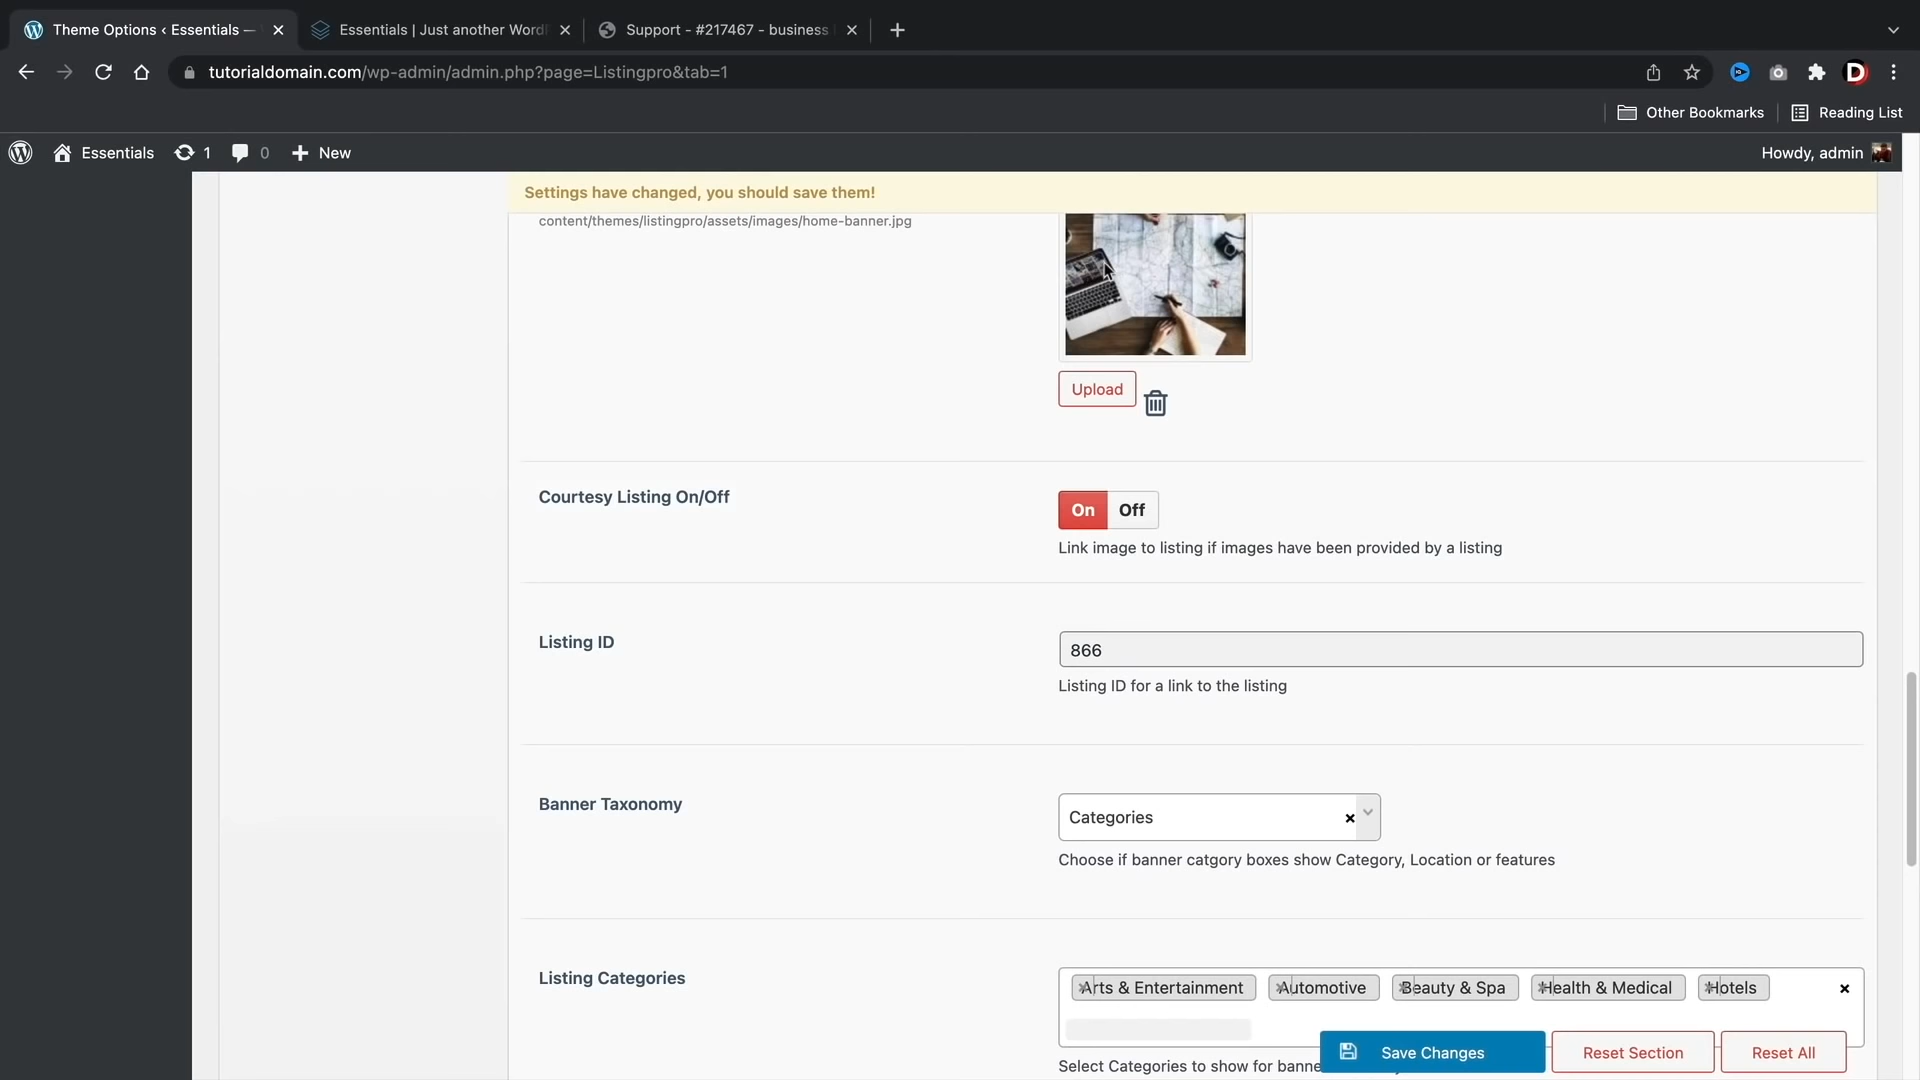 Theme Options ‹ Essentials —
Essentials | Just another Word
Support - #217467 - business
tutorialdomain.com/wp-admin/admin.php?page=Listingpro&tab=1
Other Bookmarks
Reading List
Essentials
1
0
New
Howdy, admin
Settings have changed, you should save them!
content/themes/listingpro/assets/images/home-banner.jpg
Upload
Courtesy Listing On/Off
On Off
Link image to listing if images have been provided by a listing
Listing ID
866
Listing ID for a link to the listing
Banner Taxonomy
Categories
Choose if banner catgory boxes show Category, Location or features
Listing Categories
Arts & Entertainment Automotive Beauty & Spa Health & Medical Hotels
Select Categories to show for banne
Save Changes
Reset Section
Reset All